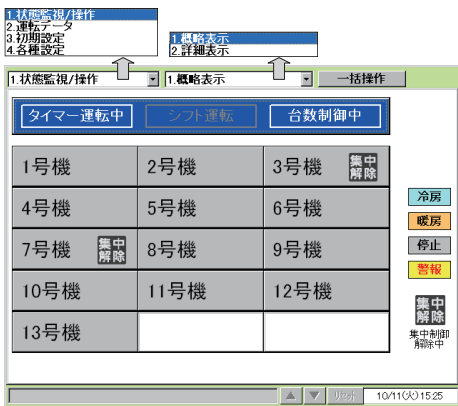 1.状態監視/操作
2.運転データ
3.初期設定
4.各種設定
1.概略表示
2.詳細表示
1.状態監視/操作
1.概略表示
一括操作
タイマー運転中
シフト運転
台数制御中
1号機
2号機
3号機
集中
解除
4号機
5号機
6号機
7号機
集中
解除
8号機
9号機
10号機
11号機
12号機
13号機
冷房
暖房
停止
警報
集中
解除
集中制御
解除中
リセット
10/11(火)15:25